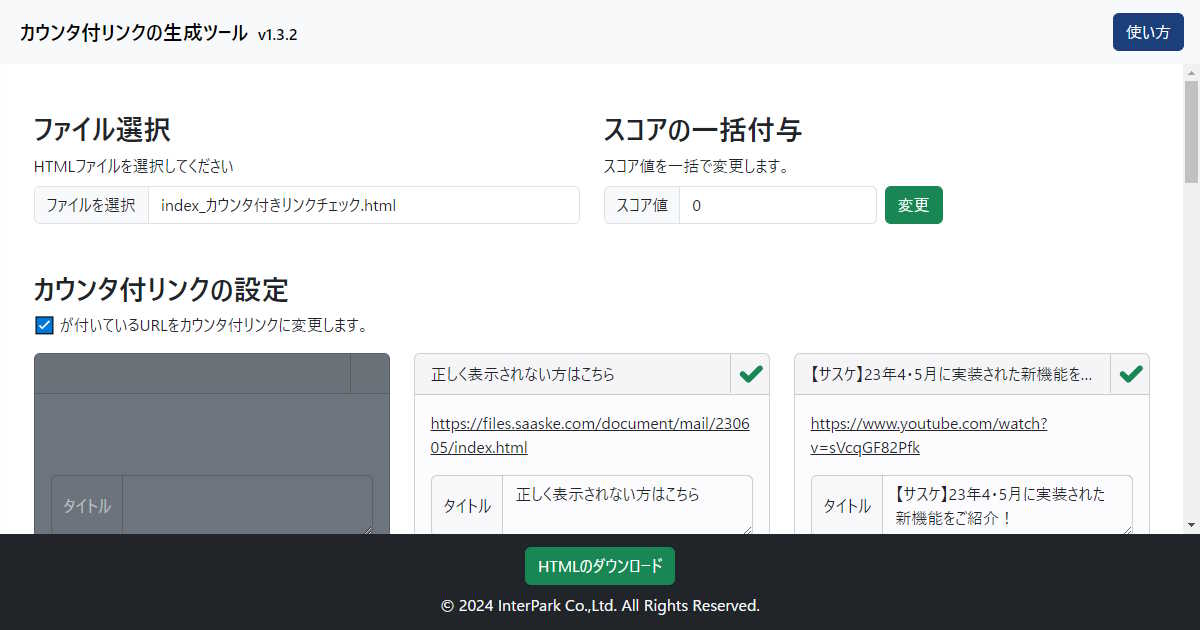 カウンタ付リンクの生成ツール v1.3.2
使い方
ファイル選択
HTMLファイルを選択してください
ファイルを選択 index_カウンタ付きリンクチェック.html
スコアの一括付与
スコア値を一括で変更します。
スコア値 0 変更
カウンタ付リンクの設定
が付いているURLをカウンタ付リンクに変更します。
タイトル
正しく表示されない方はこちら
https://files.saaske.com/document/mail/2306
05/index.html
タイトル 正しく表示されない方はこちら
【サスケ】23年4・5月に実装された新機能を...
https://www.youtube.com/watch?
v=sVcqGF82Pfk
タイトル 【サスケ】23年4・5月に実装された
新機能をご紹介！
HTMLのダウンロード
© 2024 InterPark Co.,Ltd. All Rights Reserved.